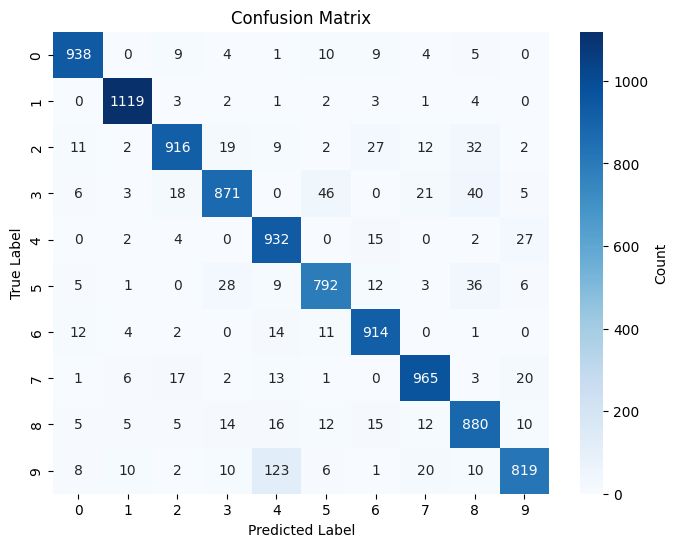 Confusion Matrix
0 938 0 9 4 1 10 9 4 5 0
1 0 1119 3 2 1 2 3 1 4 0
2 11 2 916 19 9 2 27 12 32 2
3 6 3 18 871 0 46 0 21 40 5
4 0 2 4 0 932 0 15 0 2 27
5 5 1 0 28 9 792 12 3 36 6
6 12 4 2 0 14 11 914 0 1 0
7 1 6 17 2 13 1 0 965 3 20
8 5 5 5 14 16 12 15 12 880 10
9 8 10 2 10 123 6 1 20 10 819
0 1 2 3 4 5 6 7 8 9
Predicted Label
True Label
1000
800
600
400
200
0
Count